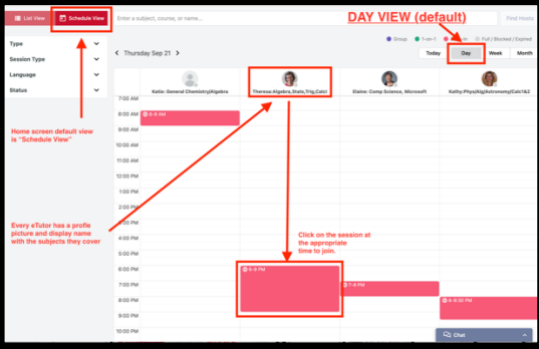 List View
Schedule View
Enter a subject, course, or name...
DAY VIEW (default)
Find Hosts
Group
1-on-1
Full / Blocked / Expired
Type
Session Type
Language
Status
Thursday Sep 21
Today
Day
Week
Month
Katie: General Chemistry|Algebra
Theresa:Algebra,Stats,Trig,Calc1
Elaine: Comp Science, Microsoft
Kathy:Phys|Alg|Astronomy|Calc1&2
7:00 AM
8:00 AM
8-9 AM
9:00 AM
10:00 AM
11:00 AM
12:00 PM
1:00 PM
2:00 PM
3:00 PM
4:00 PM
5:00 PM
6:00 PM
7:00 PM
8:00 PM
9:00 PM
10:00 PM
Home screen default view
is "Schedule View"
Every eTutor has a profile
picture and display name
with the subjects they cover
Click on the session at
the appropriate
time to join.
6-9 PM
7-8 PM
Chat